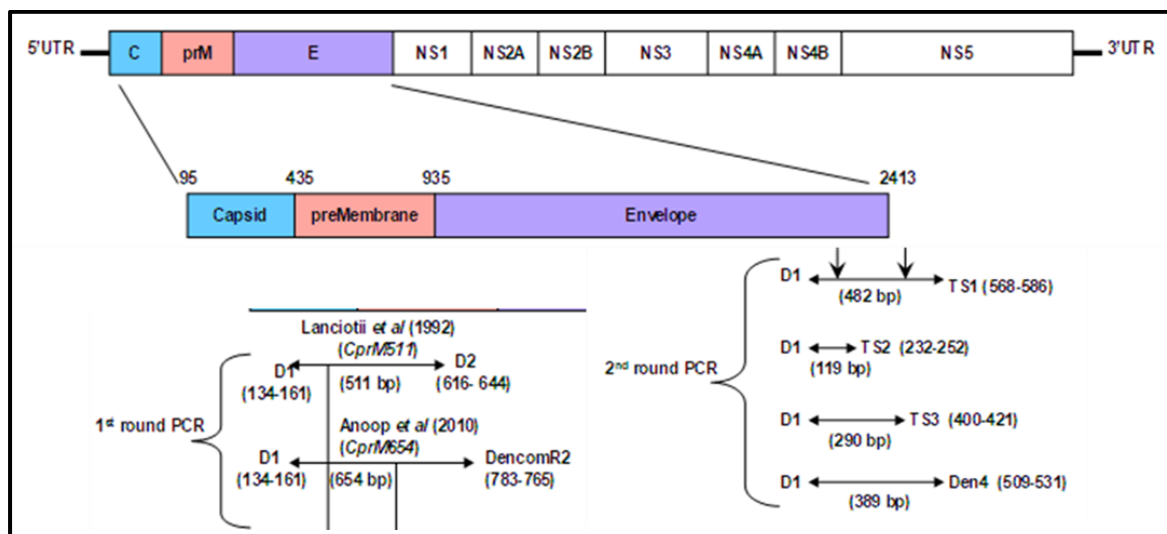 5'UTR C prM E NS1 NS2A NS2B NS3 NS4A NS4B NS5 3'UTR
95 435 935 2413
Capsid preMembrane Envelope
Lanciotii et al (1992)
(CprM511)
D1 D2
(134-161) (511 bp) (616- 644)
1st round PCR
Anoop et al (2010)
(CprM654)
D1 DencomR2
(134-161) (654 bp) (783-765)
D1 TS1 (568-586)
(482 bp)
D1 TS2 (232-252)
2nd round PCR
(119 bp)
D1 TS3 (400-421)
(290 bp)
D1 Den4 (509-531)
(389 bp)